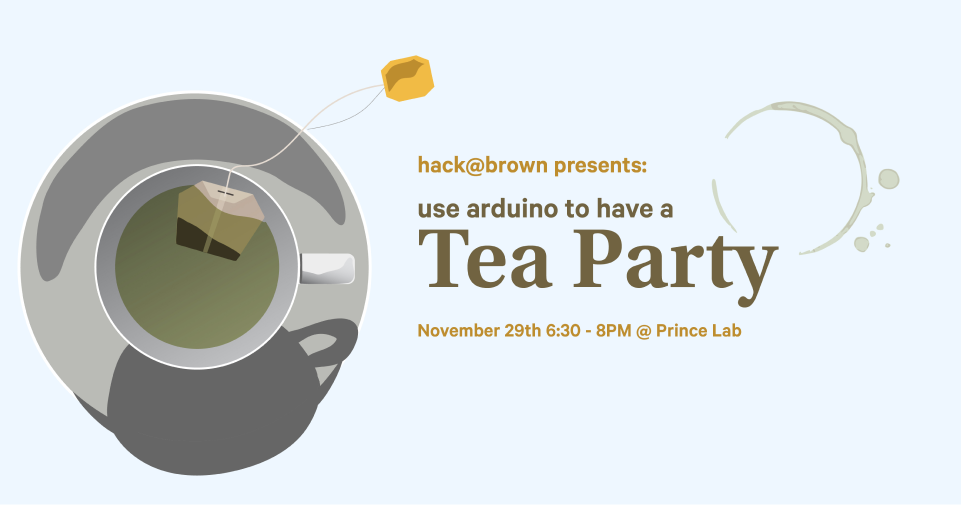 hack@brown presents:
use arduino to have a
Tea Party
November 29th 6:30 - 8PM @ Prince Lab